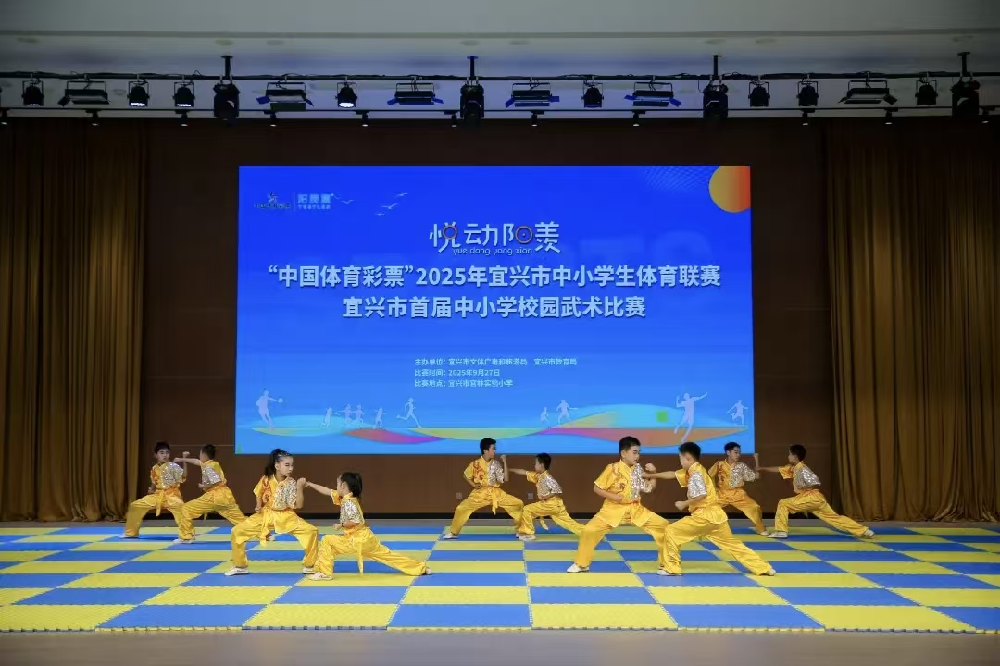 阳羡
悦动阳羡
yue dong yang xian
“中国体育彩票”2025年宜兴市中小学生体育联赛
宜兴市首届中小学校园武术比赛
主办单位：宜兴市文体广电和旅游局 宜兴市教育局
比赛时间：2025年9月27日
比赛地点：宜兴市官林实验小学